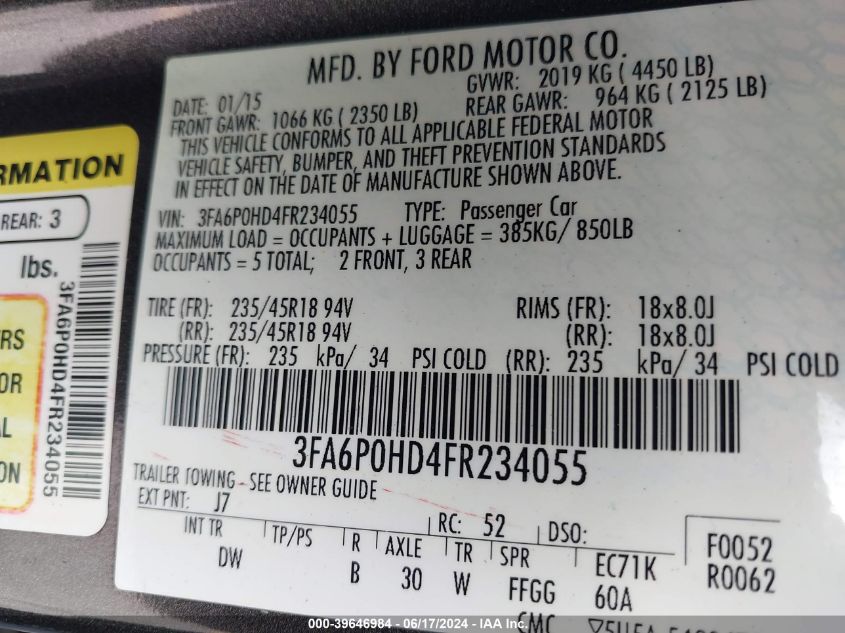 MFD. BY FORD MOTOR CO.
DATE: 01/15 GVWR: 2019 KG ( 4450 LB)
FRONT GAWR: 1066 KG ( 2350 LB) REAR GAWR: 964 KG ( 2125 LB)
THIS VEHICLE CONFORMS TO ALL APPLICABLE FEDERAL MOTOR
VEHICLE SAFETY, BUMPER, AND THEFT PREVENTION STANDARDS
IN EFFECT ON THE DATE OF MANUFACTURE SHOWN ABOVE.
VIN: 3FA6P0HD4FR234055 TYPE: Passenger Car
MAXIMUM LOAD = OCCUPANTS + LUGGAGE = 385KG/ 850LB
OCCUPANTS = 5 TOTAL; 2 FRONT, 3 REAR
TIRE (FR): 235/45R18 94V RIMS (FR): 18x8.0J
(RR): 235/45R18 94V (RR): 18x8.0J
PRESSURE (FR): 235 kPa/ 34 PSI COLD (RR): 235 kPa/ 34 PSI COLD
3FA6P0HD4FR234055
TRAILER TOWING - SEE OWNER GUIDE
EXT PNT: J7 RC: 52 DSO:
INT TR TP/PS R AXLE TR SPR EC71K F0052
DW B 30 W FFGG 60A R0062
CMC
RMATION
REAR: 3
lbs.
3FA6P0HD4FR234055
RS
OR
L
ON
000-39646984 - 06/17/2024 - IAA Inc.